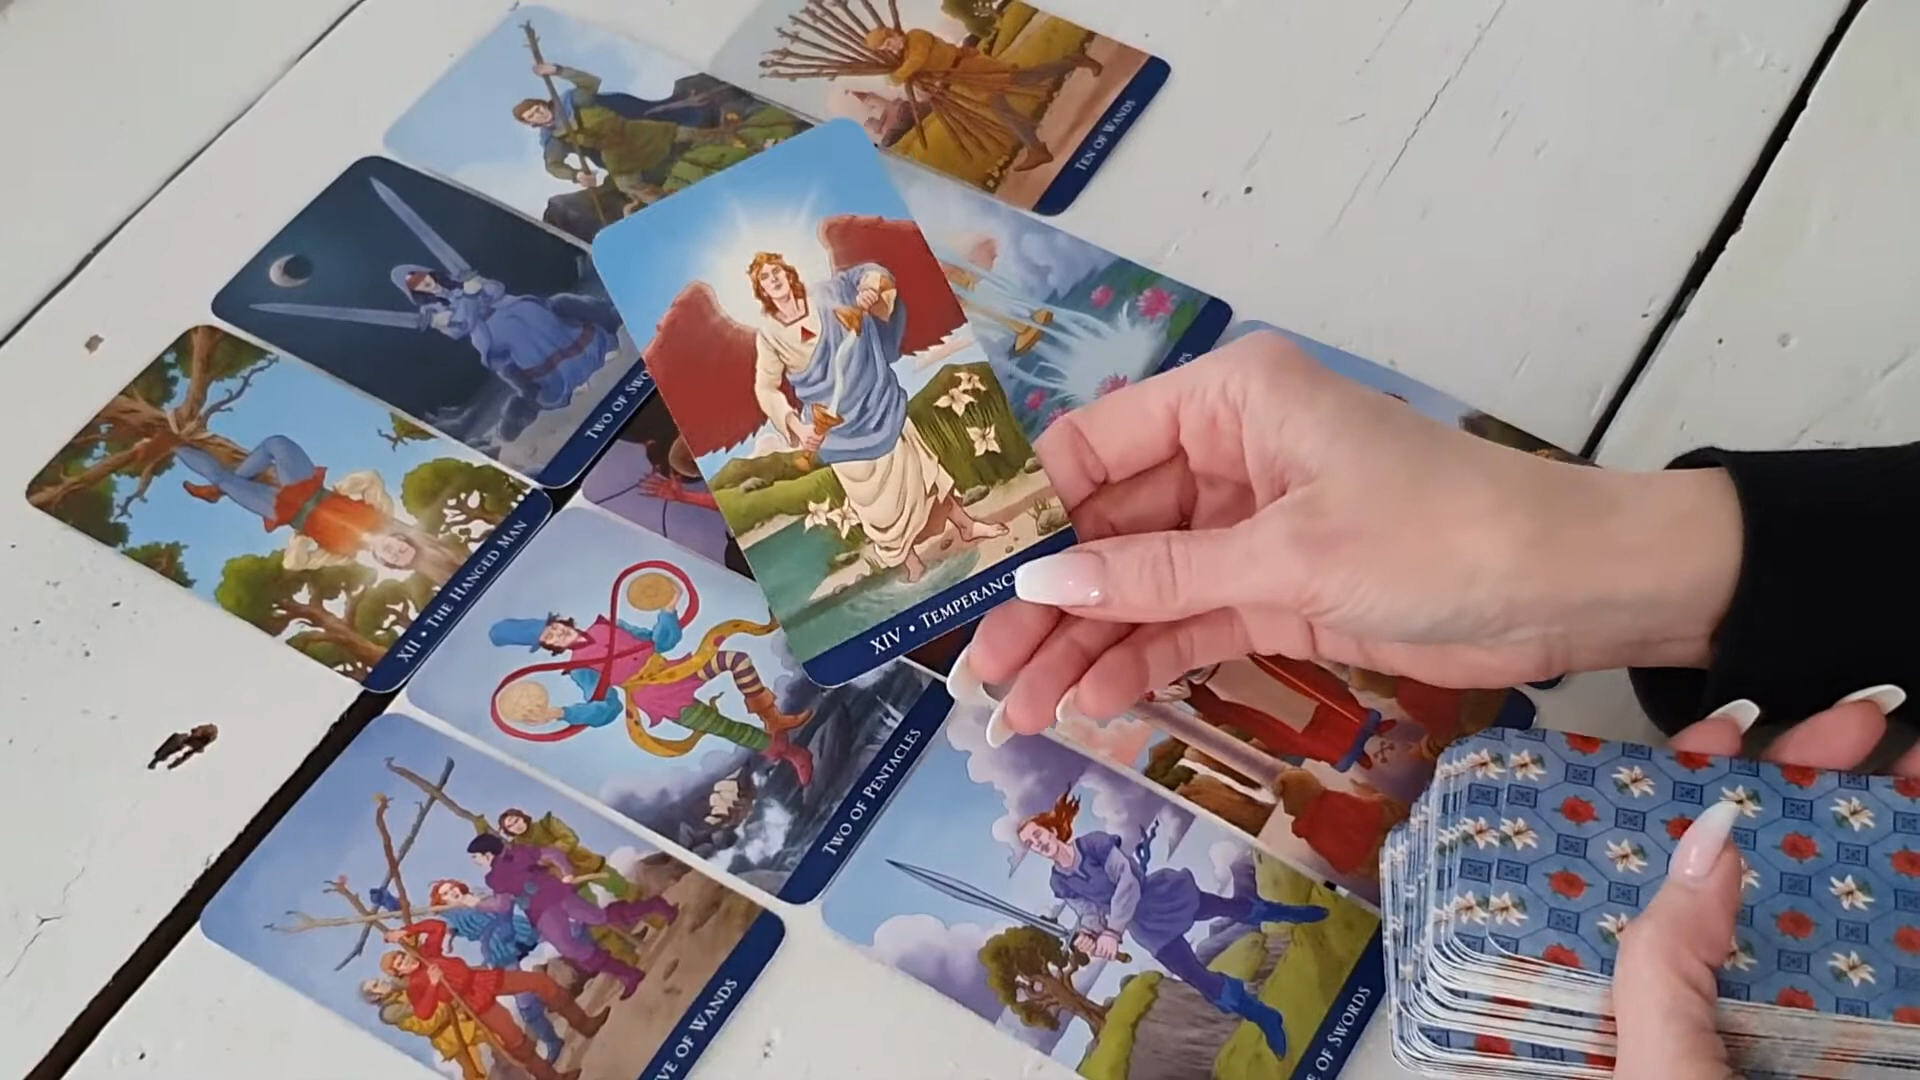 TEN OF WANDS
TWO OF SWO
XIV • TEMPERANC
XII • THE HANGED MAN
TWO OF PENTACLES
VE OF WANDS
OF SWORDS